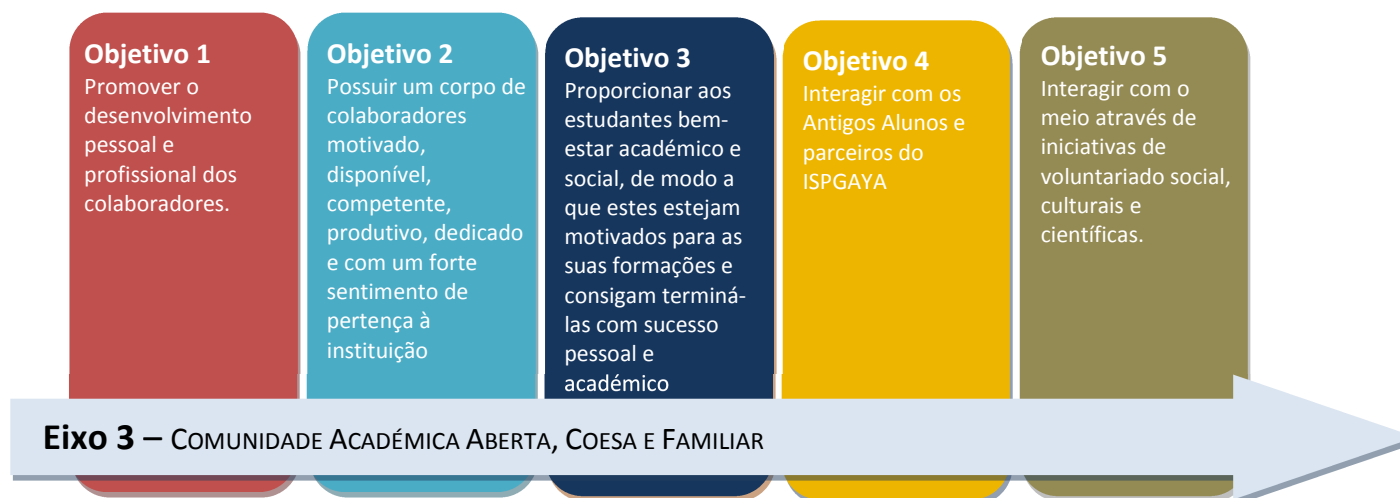 Objetivo 1
Promover o
desenvolvimento
pessoal e
profissional dos
colaboradores.
Objetivo 2
Possuir um corpo de
colaboradores
motivado,
disponível,
competente,
produtivo, dedicado
e com um forte
sentimento de
pertença à
instituição
Objetivo 3
Proporcionar aos
estudantes bem-
estar académico e
social, de modo a
que estes estejam
motivados para as
suas formações e
consigam terminá-
las com sucesso
pessoal e
académico
Objetivo 4
Interagir com os
Antigos Alunos e
parceiros do
ISPGAYA
Objetivo 5
Interagir com o
meio através de
iniciativas de
voluntariado social,
culturais e
científicas.
Eixo 3 – COMUNIDADE ACADÉMICA ABERTA, COESA E FAMILIAR